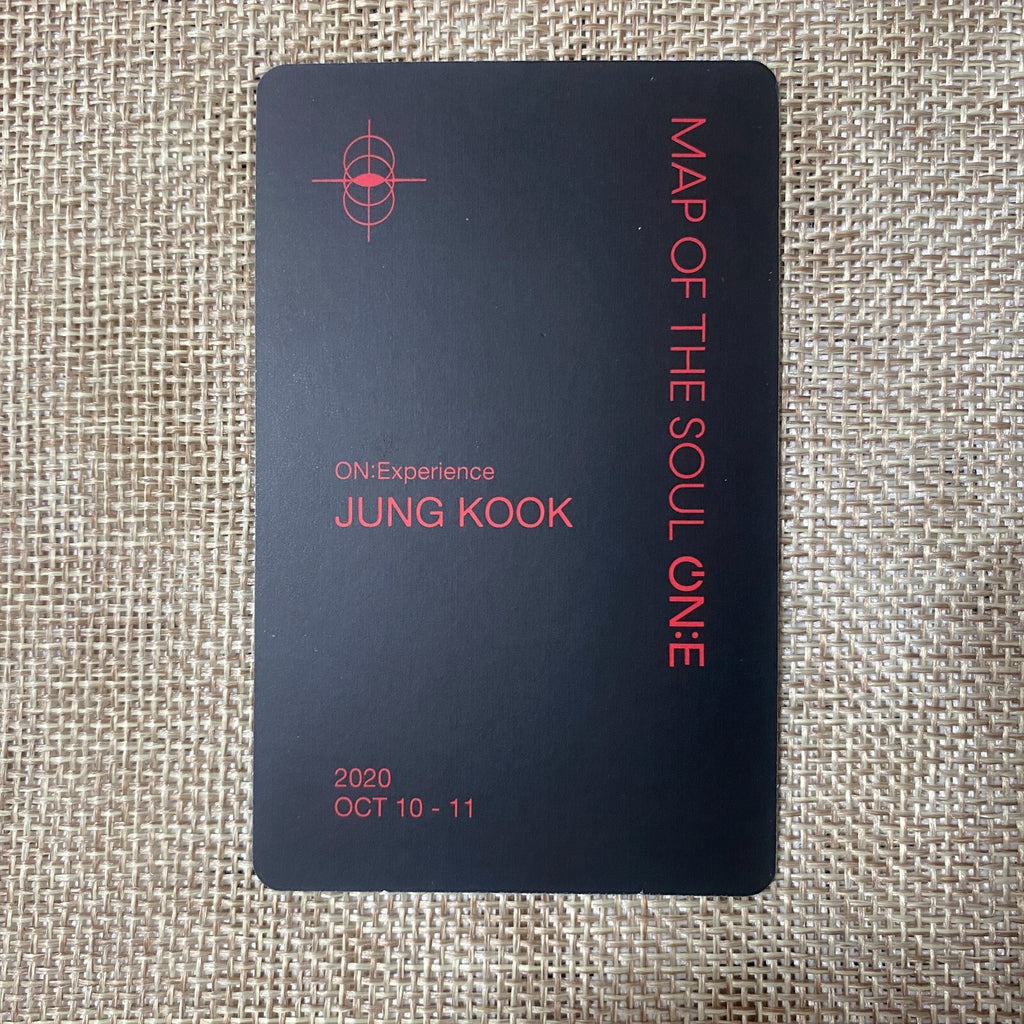 MAP OF THE SOUL ON:E
ON:Experience
JUNG KOOK
2020
OCT 10 - 11